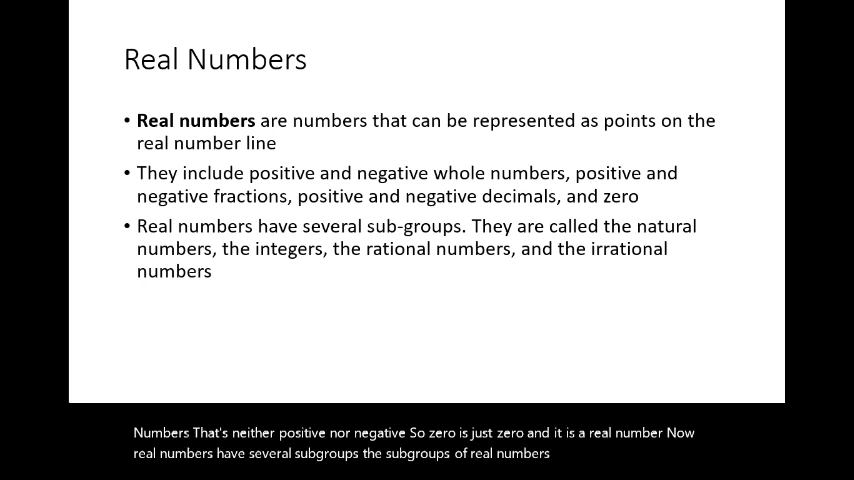 Real Numbers
• Real numbers are numbers that can be represented as points on the
real number line
• They include positive and negative whole numbers, positive and
negative fractions, positive and negative decimals, and zero
• Real numbers have several sub-groups. They are called the natural
numbers, the integers, the rational numbers, and the irrational
numbers
Numbers That's neither positive nor negative So zero is just zero and it is a real number Now
real numbers have several subgroups the subgroups of real numbers